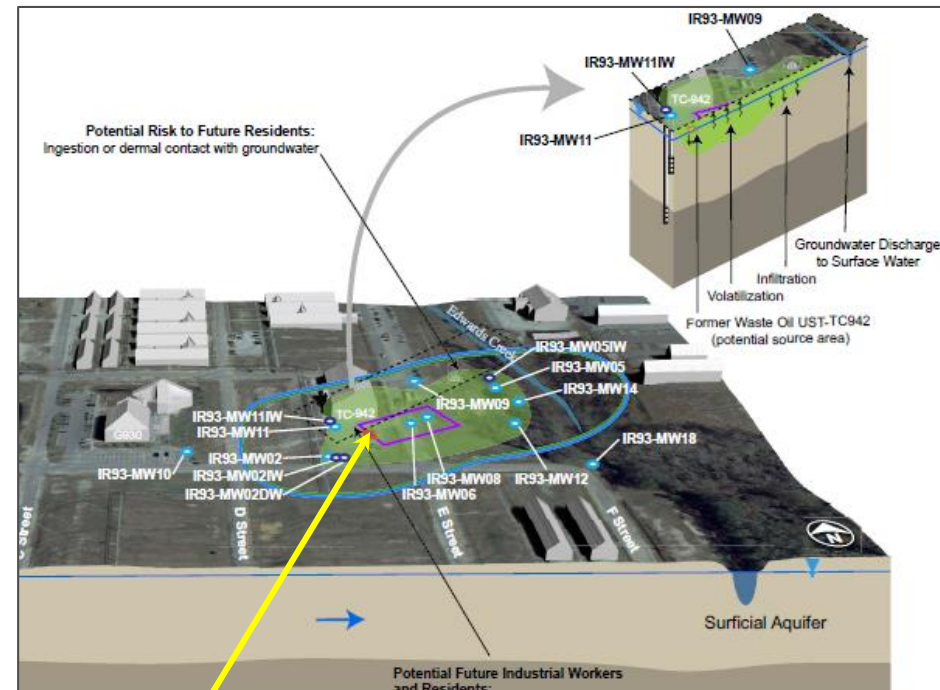 IR93-MW09
IR93-MW11IW
TC-942
IR93-MW11
Potential Risk to Future Residents:
Ingestion or dermal contact with groundwater
Groundwater Discharge
to Surface Water
Infiltration
Volatilization
Former Waste Oil UST-TC942
(potential source area)
Edwards Creek
IR93-MW05IW
IR93-MW05
IR93-MW14
IR93-MW09
IR93-MW11IW
TC-942
IR93-MW11
G930
IR93-MW18
IR93-MW02
IR93-MW10
IR93-MW02IW
IR93-MW08
IR93-MW12
IR93-MW02DW
IR93-MW06
Street
D Street
E Street
F Street
N
Surficial Aquifer
Potential Future Industrial Workers
and Residents: